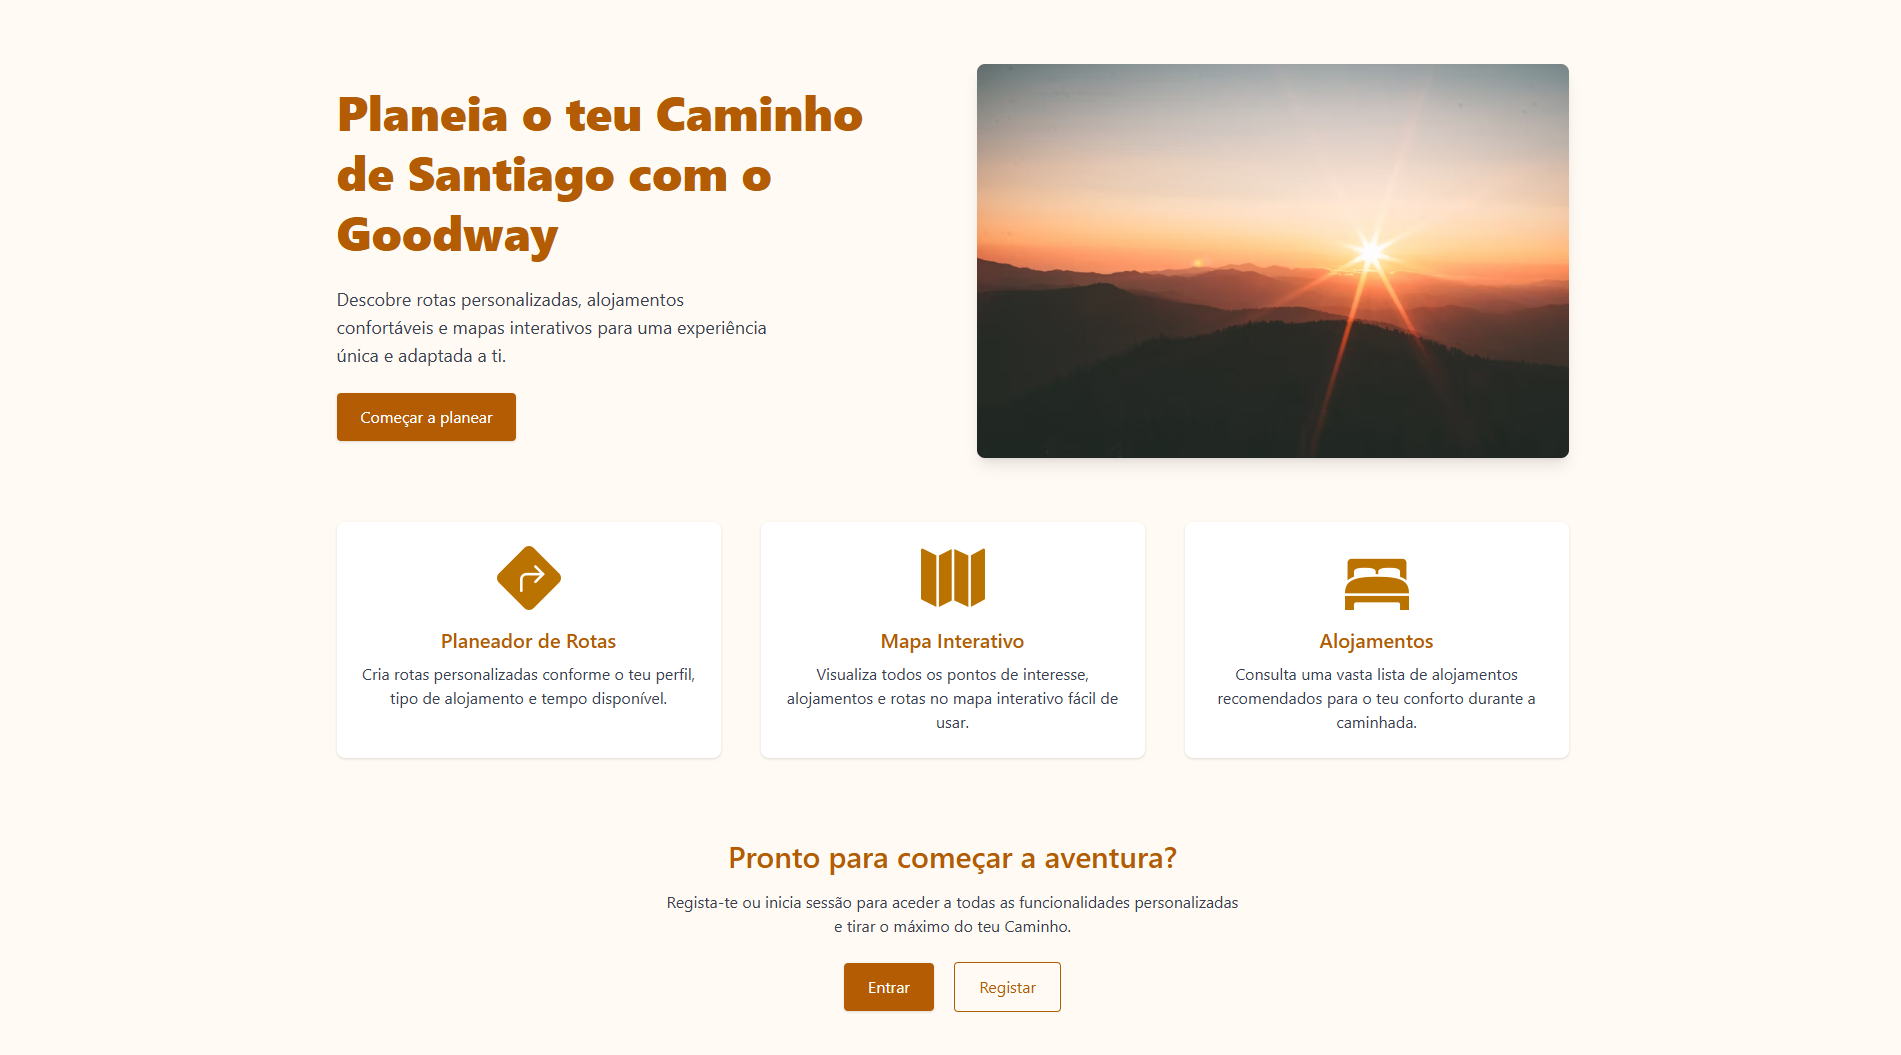 Planeia o teu Caminho
de Santiago com o
Goodway
Descobre rotas personalizadas, alojamentos
confortáveis e mapas interativos para uma experiência
única e adaptada a ti.
Começar a planear
Planeador de Rotas
Cria rotas personalizadas conforme o teu perfil,
tipo de alojamento e tempo disponível.
Mapa Interativo
Visualiza todos os pontos de interesse,
alojamentos e rotas no mapa interativo fácil de
usar.
Alojamentos
Consulta uma vasta lista de alojamentos
recomendados para o teu conforto durante a
caminhada.
Pronto para começar a aventura?
Regista-te ou inicia sessão para aceder a todas as funcionalidades personalizadas
e tirar o máximo do teu Caminho.
Entrar
Registar